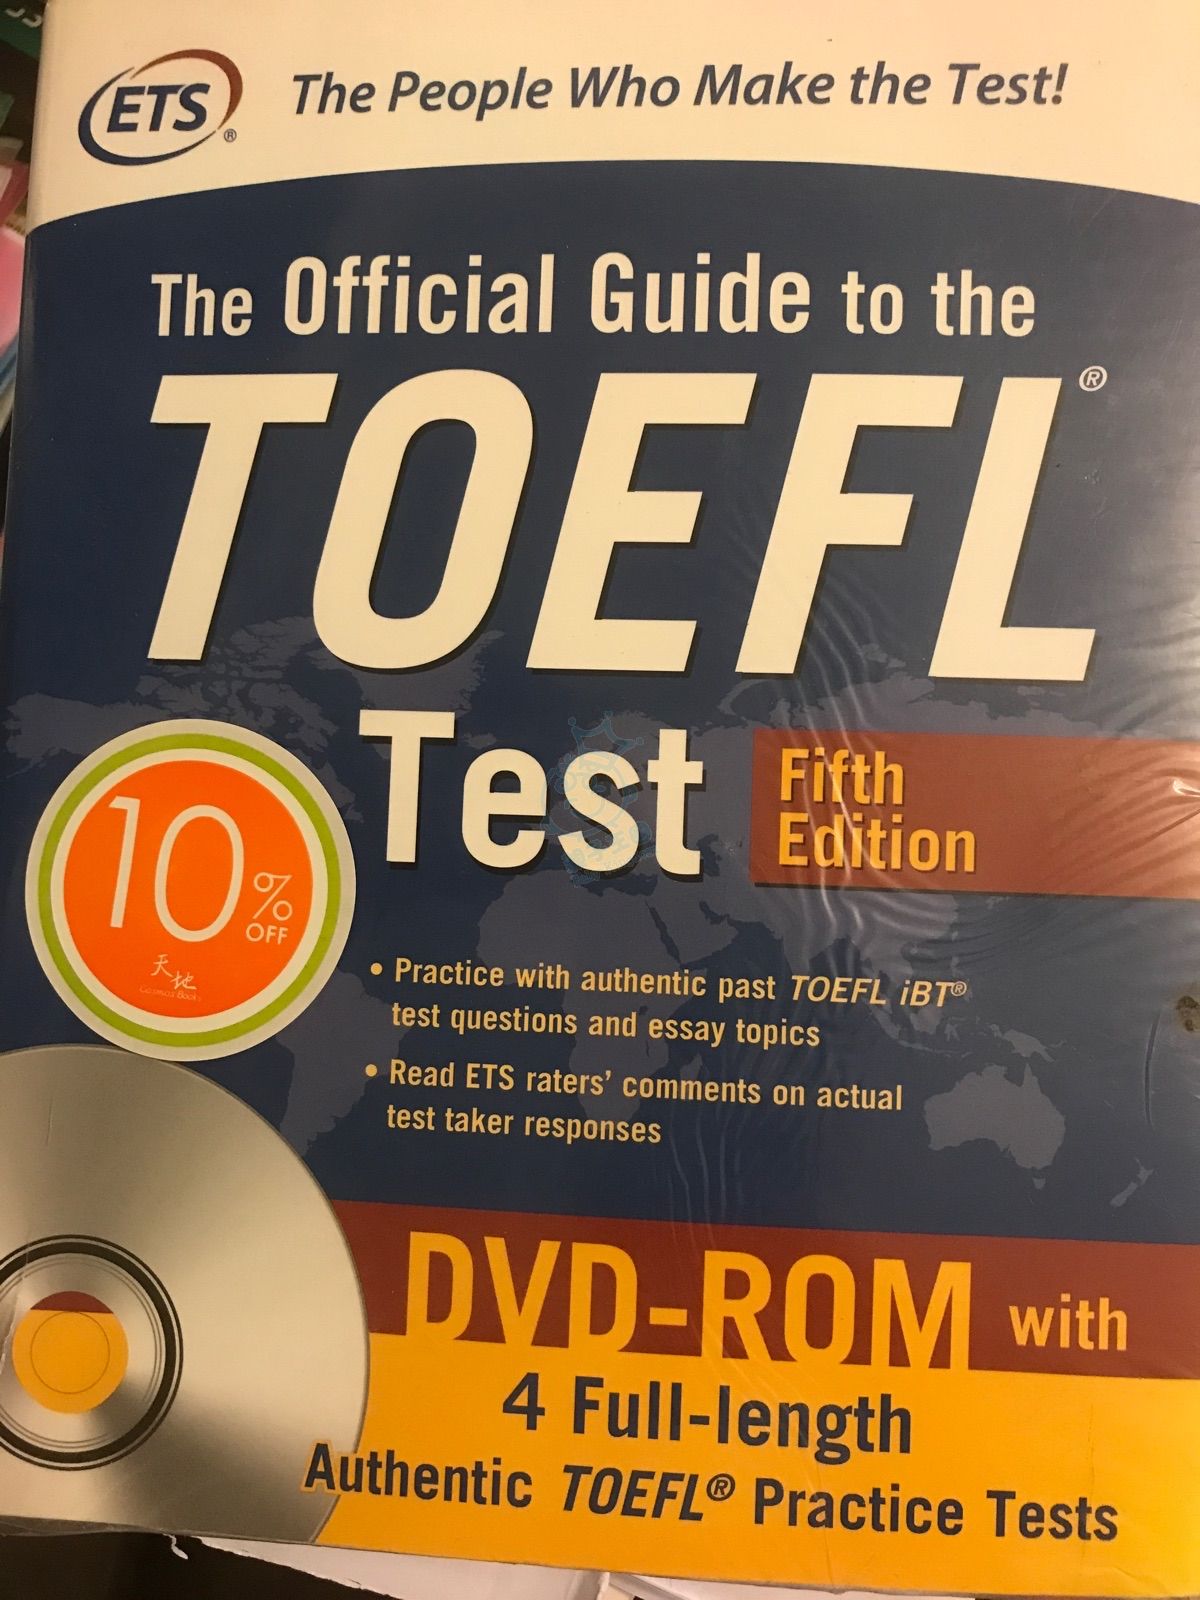 ETS®
The People Who Make the Test!
The Official Guide to the
TOEFL®
Test
Fifth
Edition
10%
OFF
天地
Cosmos Books
• Practice with authentic past TOEFL iBT®
test questions and essay topics
• Read ETS raters' comments on actual
test taker responses
DVD-ROM with
4 Full-length
Authentic TOEFL® Practice Tests